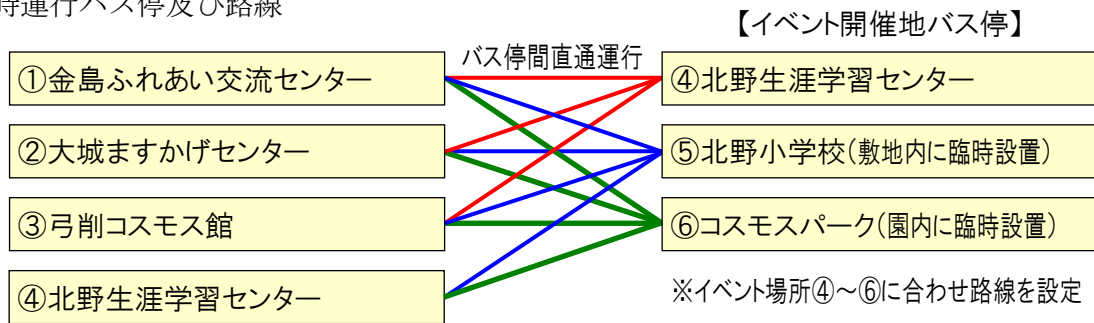 時運行バス停及び路線
【イベント開催地バス停】
バス停間直通運行
①金島ふれあい交流センター
②大城ますかげセンター
③弓削コスモス館
④北野生涯学習センター
④北野生涯学習センター
⑤北野小学校(敷地内に臨時設置)
⑥コスモスパーク(園内に臨時設置)
※イベント場所④～⑥に合わせ路線を設定